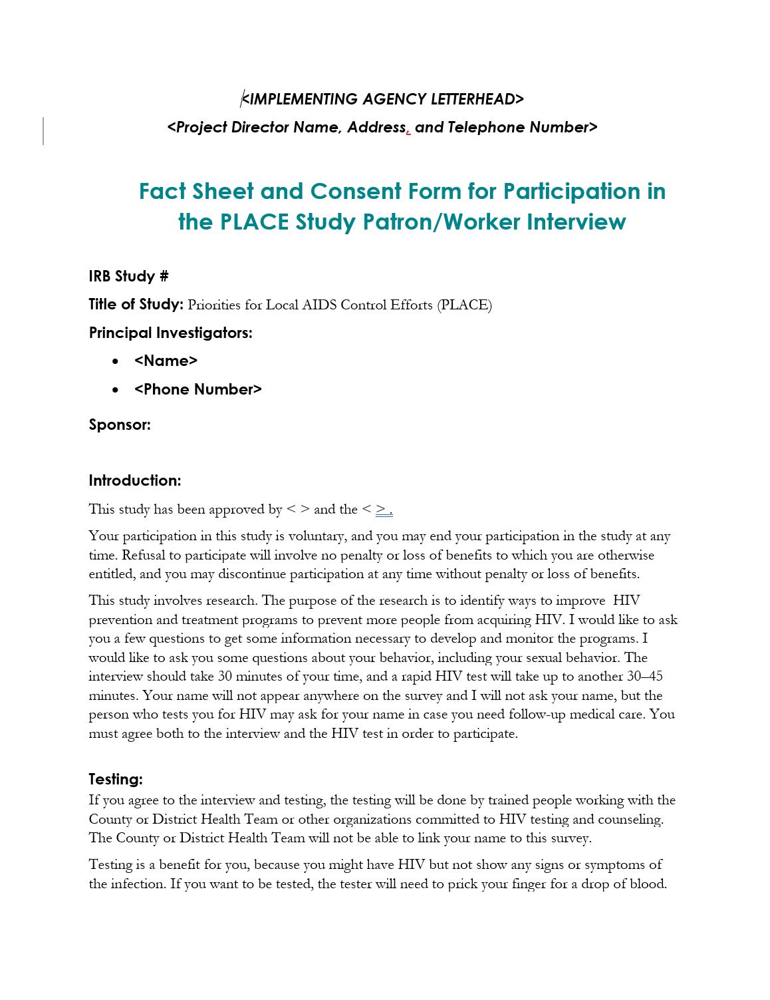 <IMPLEMENTING AGENCY LETTERHEAD>
<Project Director Name, Address, and Telephone Number>
Fact Sheet and Consent Form for Participation in
the PLACE Study Patron/Worker Interview
IRB Study #
Title of Study: Priorities for Local AIDS Control Efforts (PLACE)
Principal Investigators:
• <Name>
• <Phone Number>
Sponsor:
Introduction:
This study has been approved by < > and the < > .
Your participation in this study is voluntary, and you may end your participation in the study at any
time. Refusal to participate will involve no penalty or loss of benefits to which you are otherwise
entitled, and you may discontinue participation at any time without penalty or loss of benefits.
This study involves research. The purpose of the research is to identify ways to improve  HIV
prevention and treatment programs to prevent more people from acquiring HIV. I would like to ask
you a few questions to get some information necessary to develop and monitor the programs. I
would like to ask you some questions about your behavior, including your sexual behavior. The
interview should take 30 minutes of your time, and a rapid HIV test will take up to another 30–45
minutes. Your name will not appear anywhere on the survey and I will not ask your name, but the
person who tests you for HIV may ask for your name in case you need follow-up medical care. You
must agree both to the interview and the HIV test in order to participate.
Testing:
If you agree to the interview and testing, the testing will be done by trained people working with the
County or District Health Team or other organizations committed to HIV testing and counseling.
The County or District Health Team will not be able to link your name to this survey.
Testing is a benefit for you, because you might have HIV but not show any signs or symptoms of
the infection. If you want to be tested, the tester will need to prick your finger for a drop of blood.